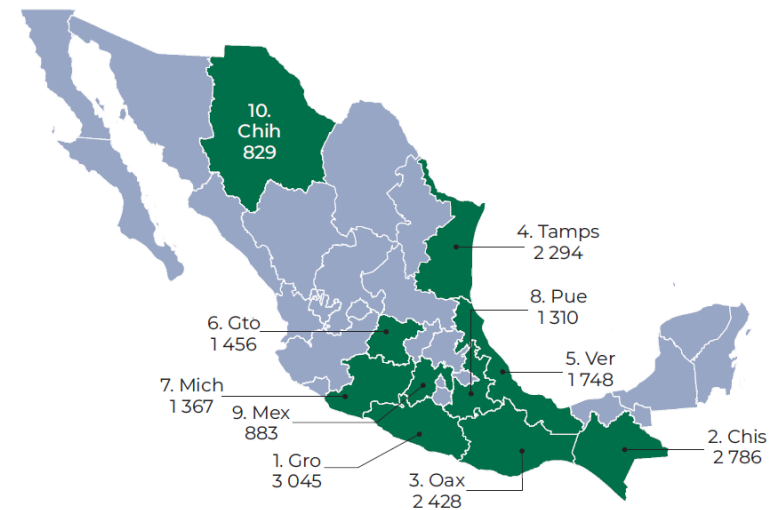 10.
Chih
829
4. Tamps
2 294
8. Pue
1 310
6. Gto
1 456
5. Ver
1 748
7. Mich
1 367
9. Mex
883
2. Chis
2 786
1. Gro
3 045
3. Oax
2 428